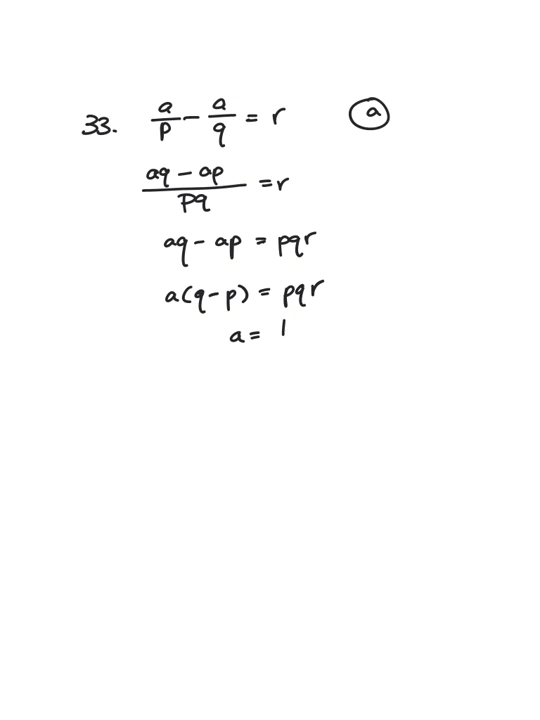 33. a/p - a/q = r (a)
(aq - ap)/pq = r
aq - ap = pqr
a(q-p) = pqr
a = 1